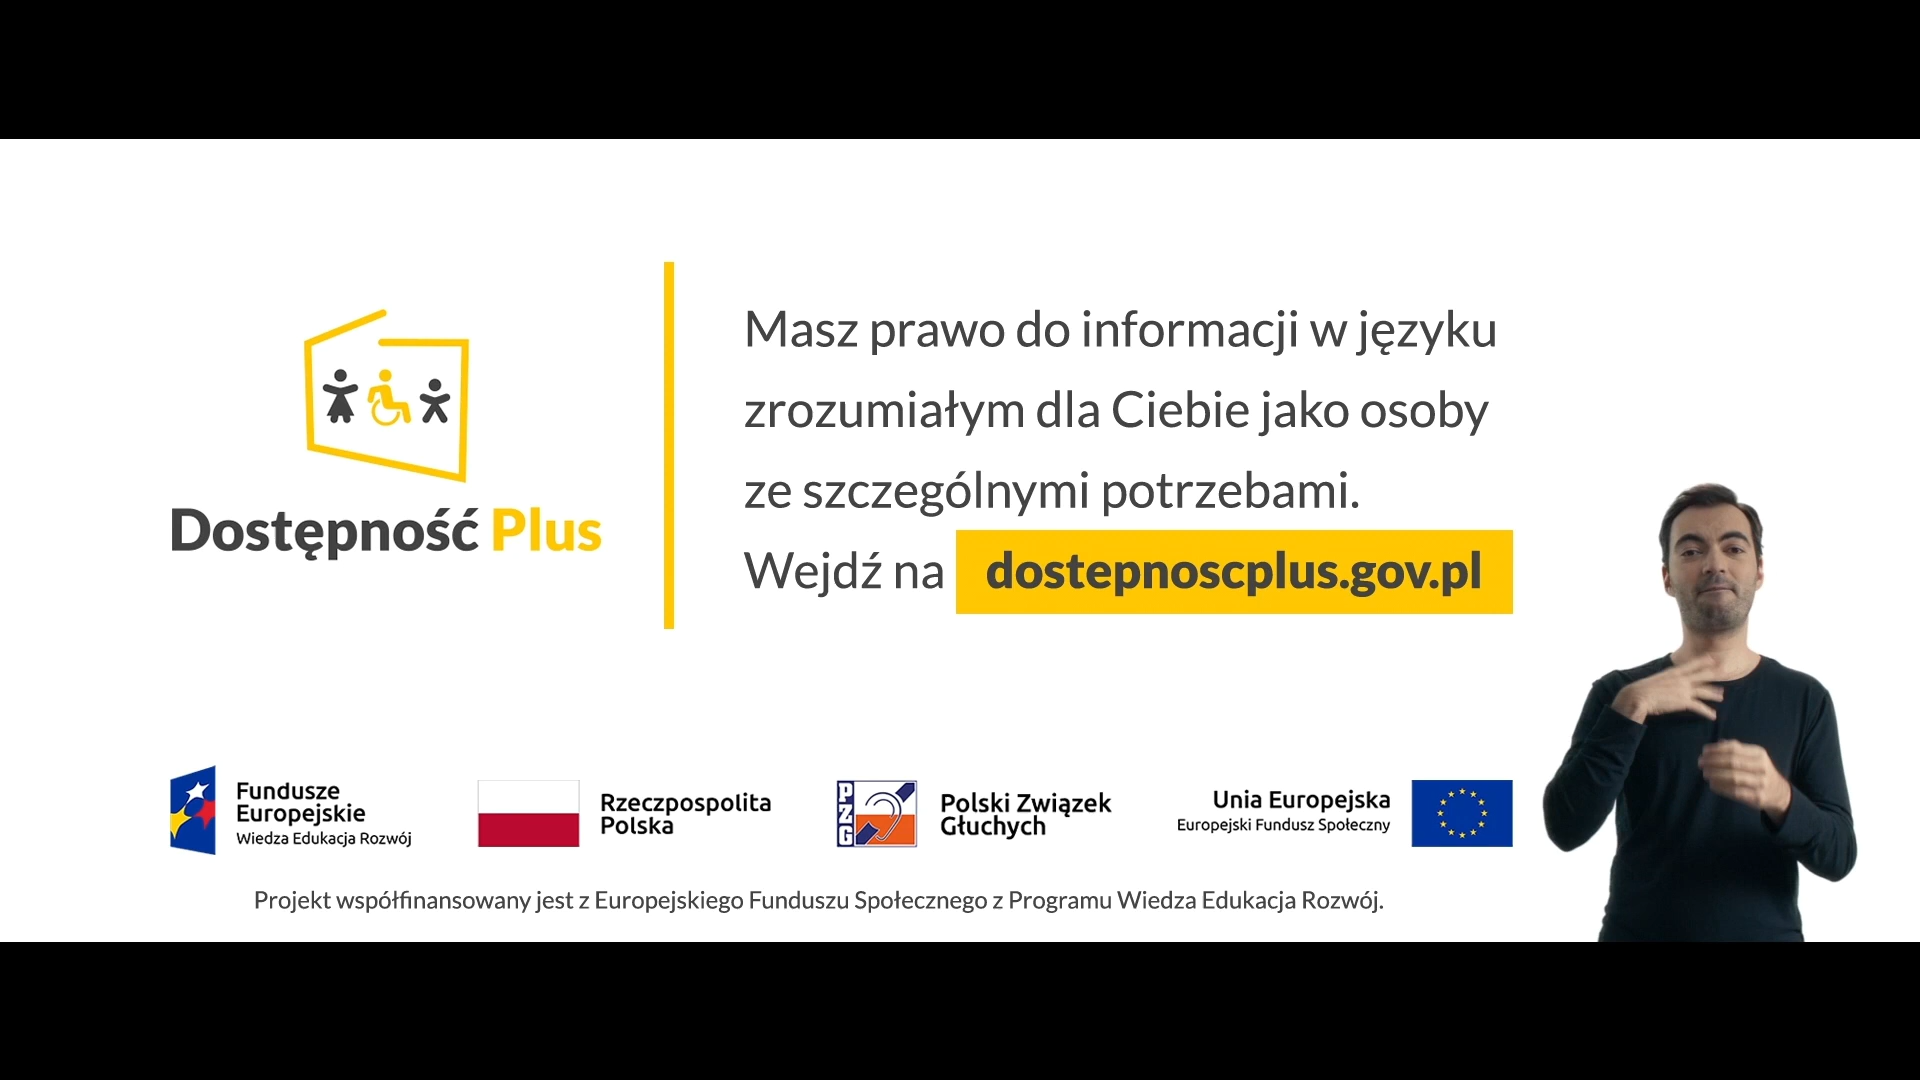 Masz prawo do informacji w języku
zrozumiałym dla Ciebie jako osoby
ze szczególnymi potrzebami.
Wejdź na dostepnoscplus.gov.pl
Dostępność Plus
Fundusze
Europejskie
Wiedza Edukacja Rozwój
Rzeczpospolita
Polska
PZG
Polski Związek
Głuchych
Unia Europejska
Europejski Fundusz Społeczny
Projekt współfinansowany jest z Europejskiego Funduszu Społecznego z Programu Wiedza Edukacja Rozwój.